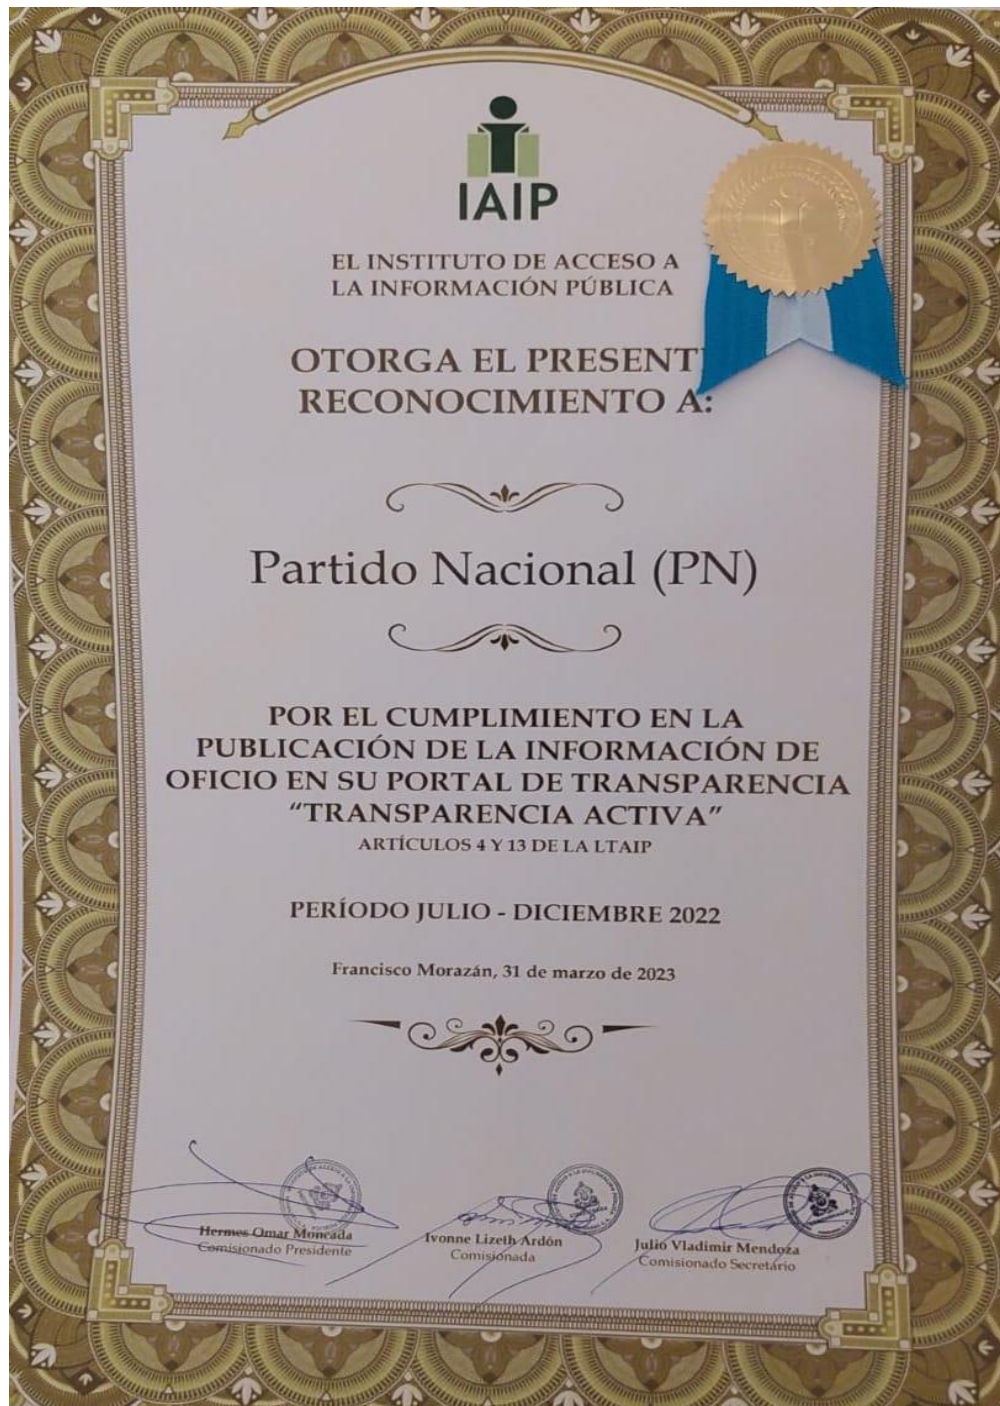 IAIP
EL INSTITUTO DE ACCESO A
LA INFORMACIÓN PÚBLICA
OTORGA EL PRESENT
RECONOCIMIENTO A:
Partido Nacional (PN)
POR EL CUMPLIMIENTO EN LA
PUBLICACIÓN DE LA INFORMACIÓN DE
OFICIO EN SU PORTAL DE TRANSPARENCIA
“TRANSPARENCIA ACTIVA”
ARTÍCULOS 4 Y 13 DE LA LTAIP
PERÍODO JULIO - DICIEMBRE 2022
Francisco Morazán, 31 de marzo de 2023
Hermes Omar Moncada
Comisionado Presidente
Ivonne Lizeth Ardón
Comisionada
Julio Vladimir Mendoza
Comisionado Secretario